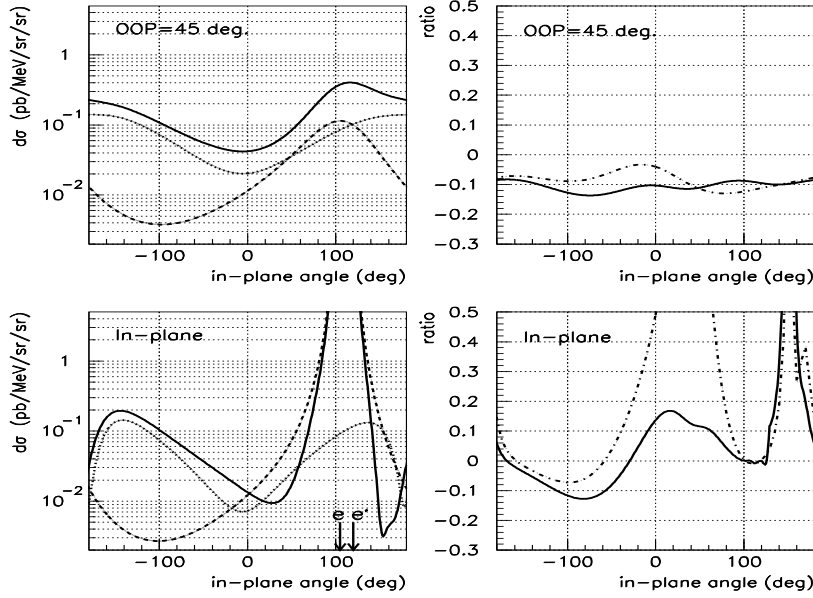 OOP=45 deg.
dσ (pb/MeV/sr/sr)
1
10⁻¹
10⁻²
−100
0
100
in−plane angle (deg)
ratio
OOP=45 deg.
0.5
0.4
0.3
0.2
0.1
0
−0.1
−0.2
−0.3
−100
0
100
in−plane angle (deg)
In−plane
dσ (pb/MeV/sr/sr)
1
10⁻¹
10⁻²
e e'
−100
0
100
in−plane angle (deg)
ratio
In−plane
0.5
0.4
0.3
0.2
0.1
0
−0.1
−0.2
−0.3
−100
0
100
in−plane angle (deg)